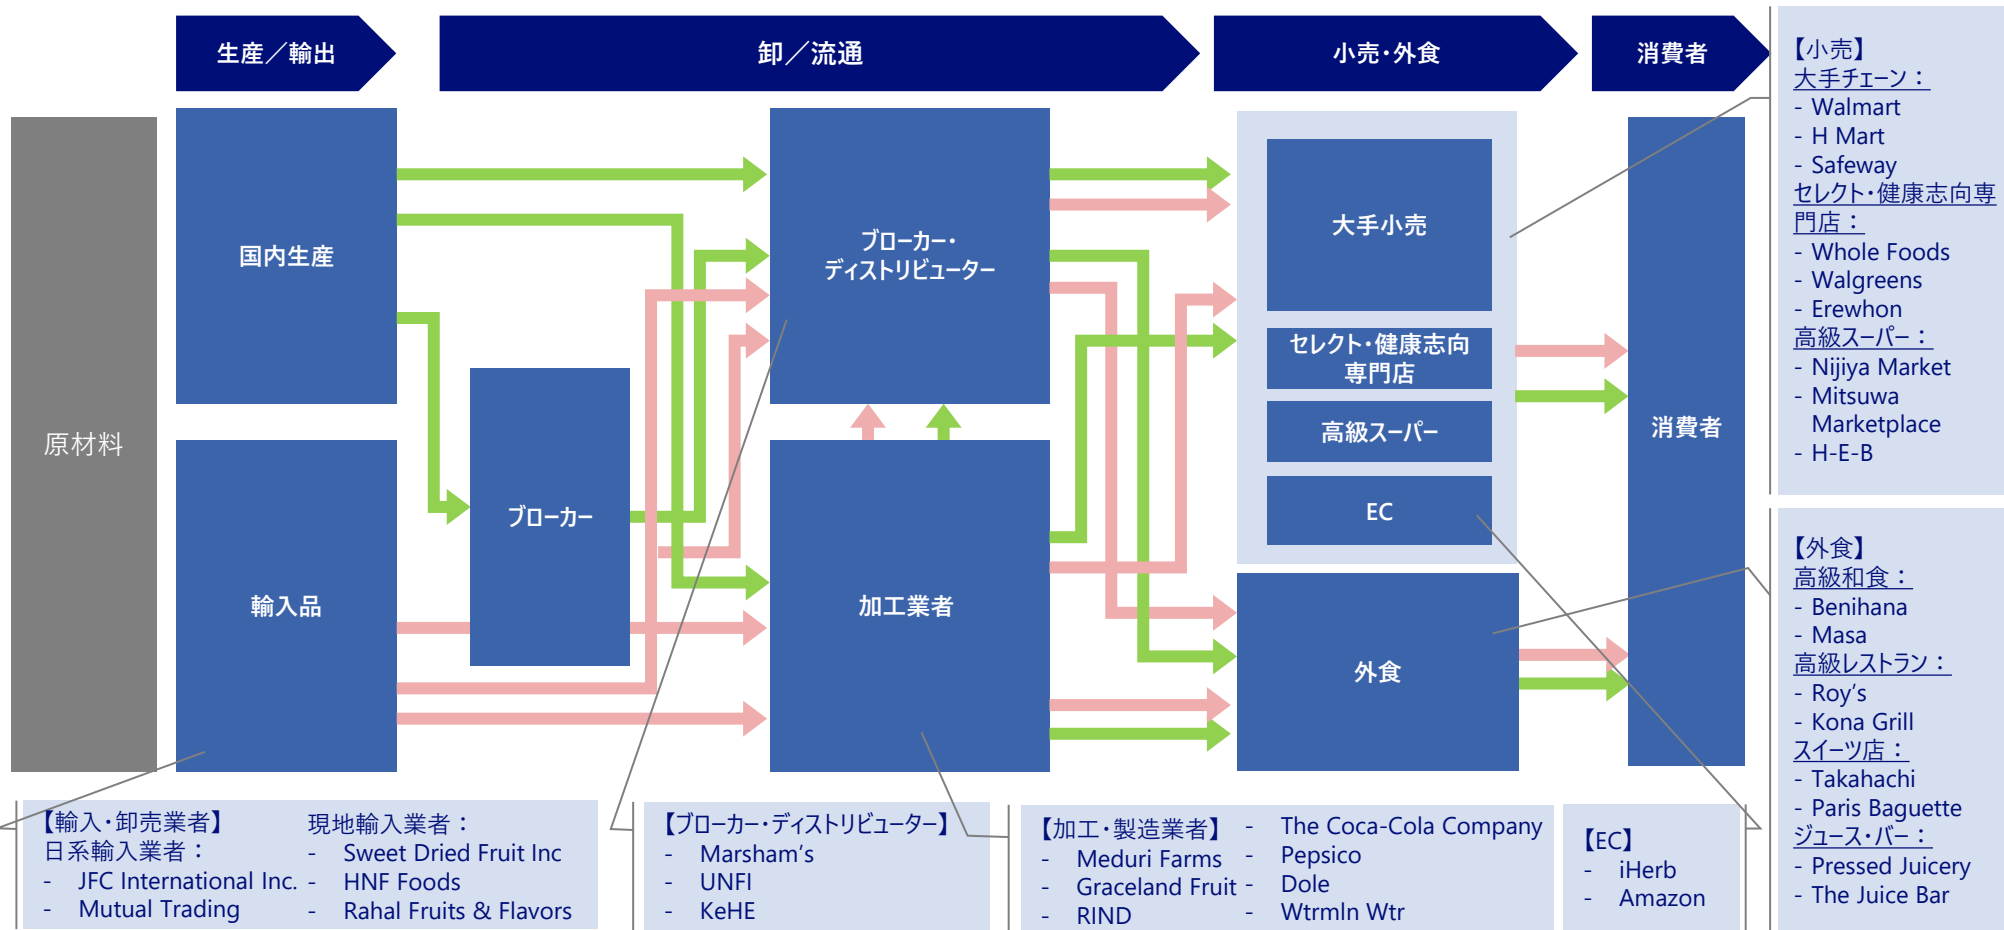 生産／輸出
卸／流通
小売・外食
消費者
原材料
国内生産
輸入品
ブローカー
ブローカー・
ディストリビューター
加工業者
大手小売
セレクト・健康志向
専門店
高級スーパー
EC
外食
消費者
【小売】
大手チェーン：
- Walmart
- H Mart
- Safeway
セレクト・健康志向専
門店：
- Whole Foods
- Walgreens
- Erewhon
高級スーパー：
- Nijiya Market
- Mitsuwa
Marketplace
- H-E-B
【外食】
高級和食：
- Benihana
- Masa
高級レストラン：
- Roy's
- Kona Grill
スイーツ店：
- Takahachi
- Paris Baguette
ジュース・バー：
- Pressed Juicery
- The Juice Bar
【輸入・卸売業者】
日系輸入業者：
- JFC International Inc.
- Mutual Trading
現地輸入業者：
- Sweet Dried Fruit Inc
- HNF Foods
- Rahal Fruits & Flavors
【ブローカー・ディストリビューター】
- Marsham's
- UNFI
- KeHE
【加工・製造業者】
- Meduri Farms
- Graceland Fruit
- RIND
- The Coca-Cola Company
- Pepsico
- Dole
- Wtrmln Wtr
【EC】
- iHerb
- Amazon